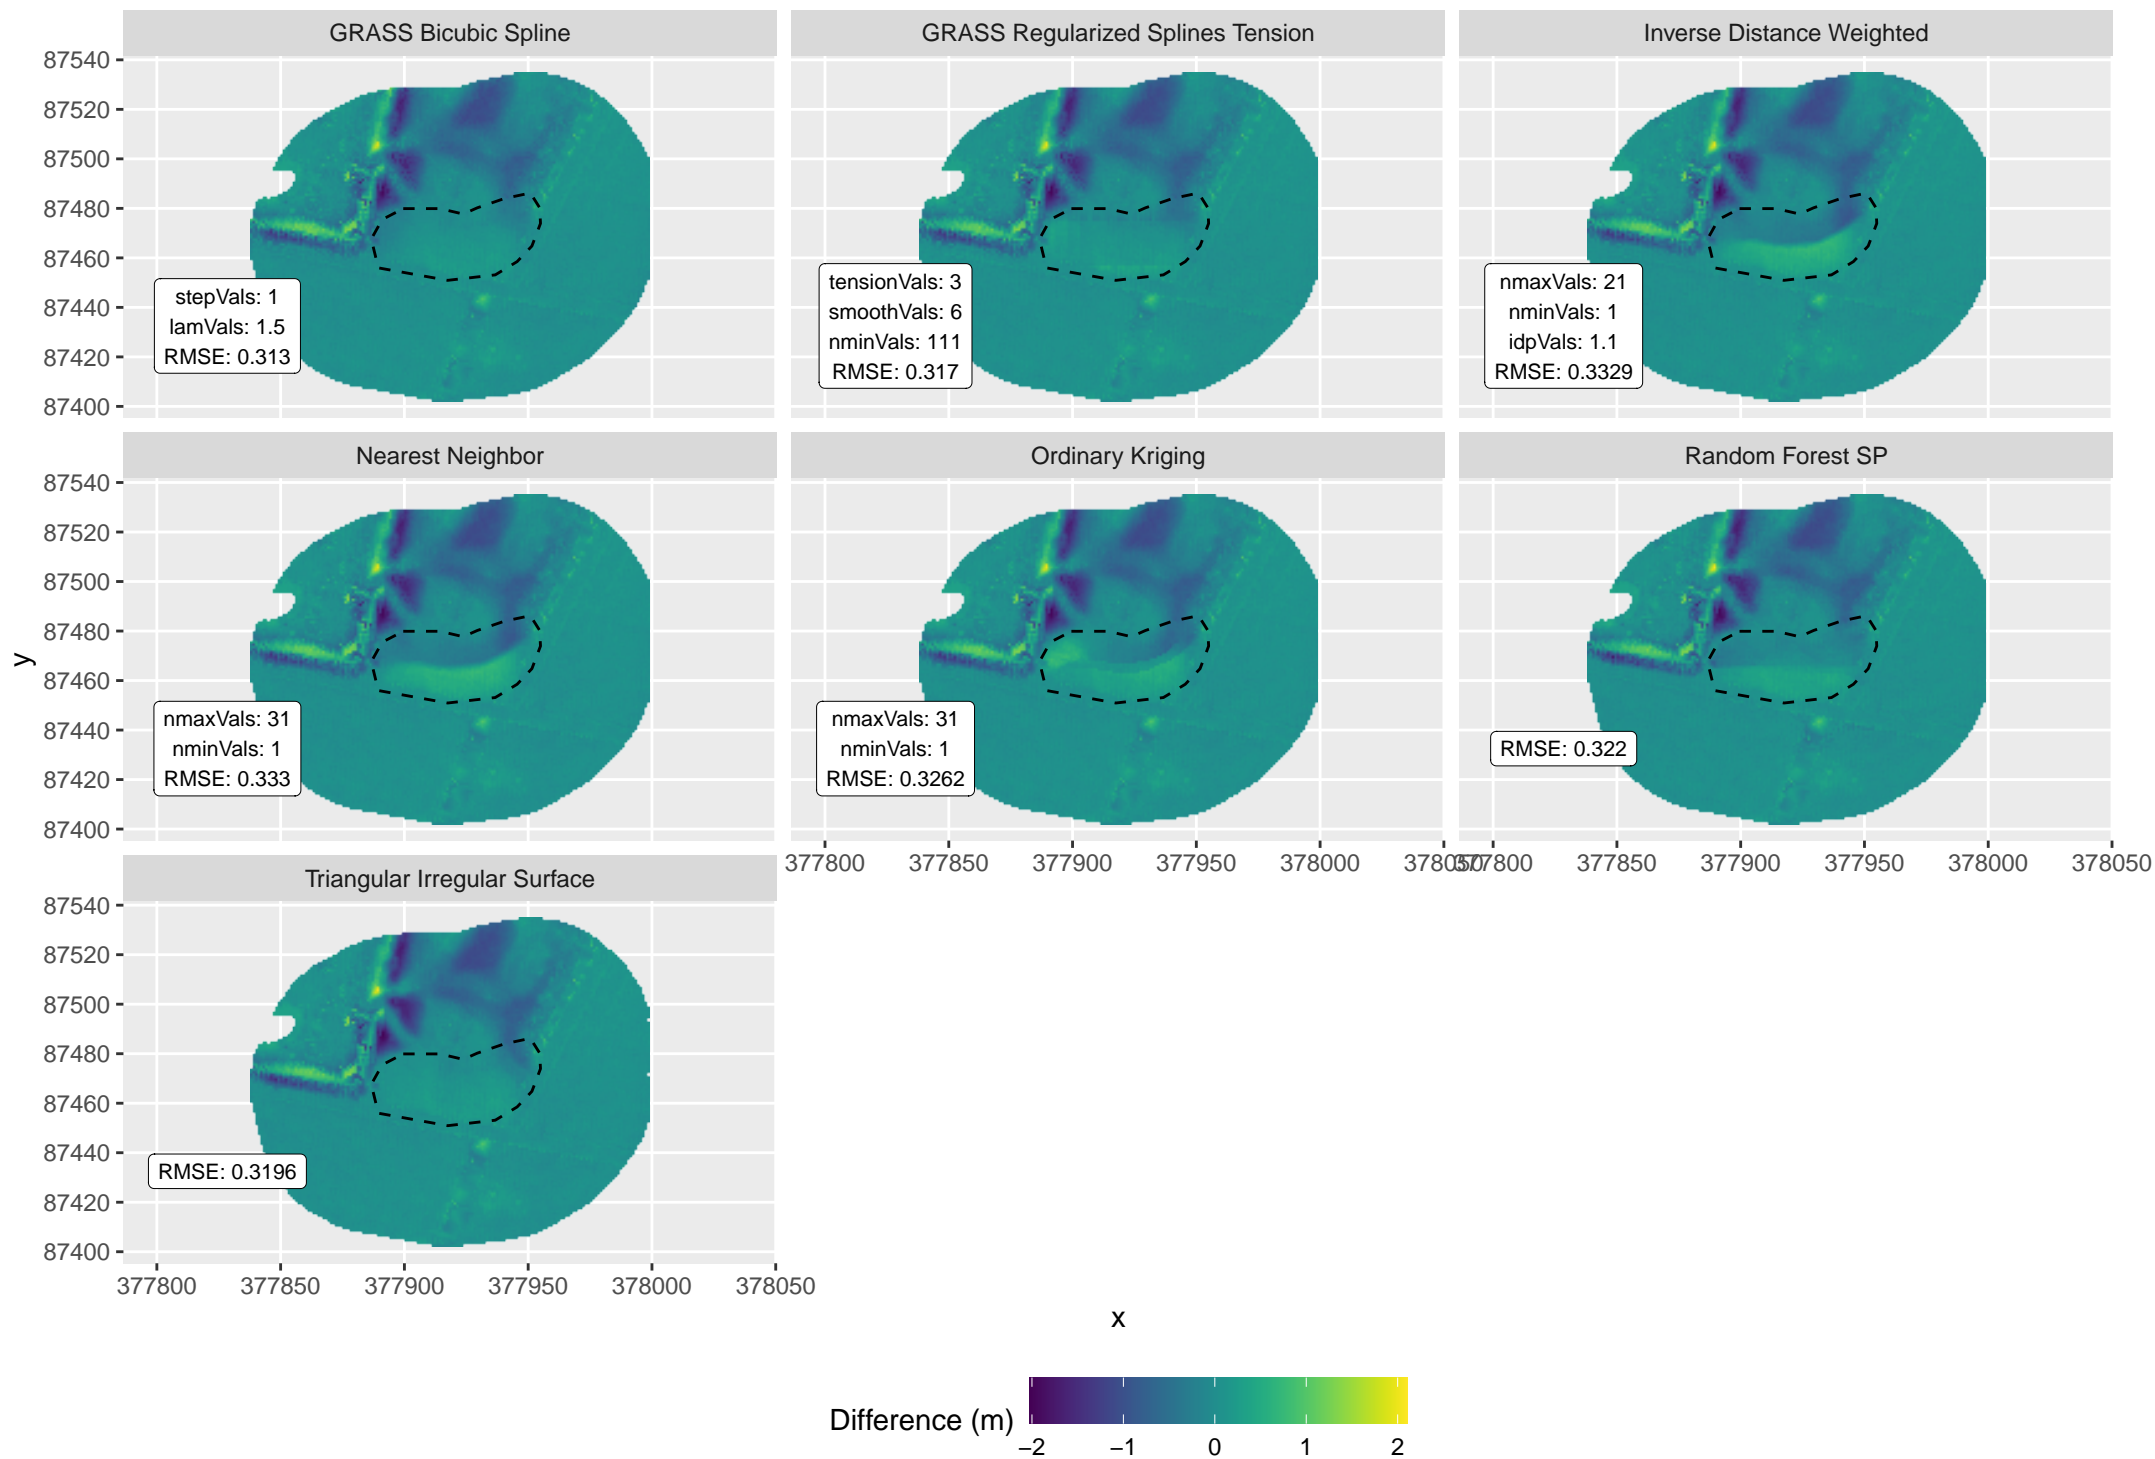 GRASS Bicubic Spline
GRASS Regularized Splines Tension
Inverse Distance Weighted
87540
87520
87500
87480
87460
87440
87420
87400
stepVals: 1
lamVals: 1.5
RMSE: 0.313
tensionVals: 3
smoothVals: 6
nminVals: 111
RMSE: 0.317
nmaxVals: 21
nminVals: 1
idpVals: 1.1
RMSE: 0.3329
Nearest Neighbor
Ordinary Kriging
Random Forest SP
87540
87520
87500
87480
87460
87440
87420
87400
y
nmaxVals: 31
nminVals: 1
RMSE: 0.333
nmaxVals: 31
nminVals: 1
RMSE: 0.3262
RMSE: 0.322
377800 377850 377900 377950 378000 378050
377800 377850 377900 377950 378000 378050
Triangular Irregular Surface
87540
87520
87500
87480
87460
87440
87420
87400
RMSE: 0.3196
377800 377850 377900 377950 378000 378050
x
Difference (m)
−2 −1 0 1 2